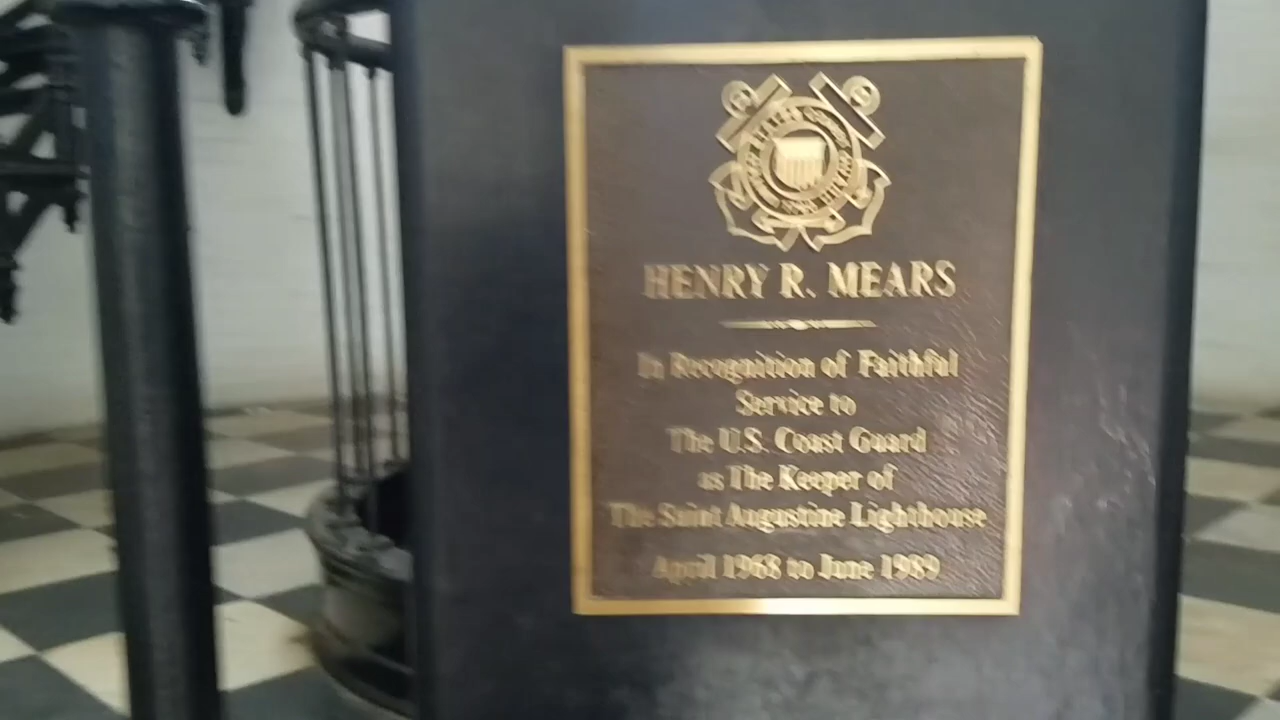 HENRY R. MEARS
In Recognition of Faithful
Service to
The U.S. Coast Guard
as The Keeper of
The Saint Augustine Lighthouse
April 1968 to June 1989